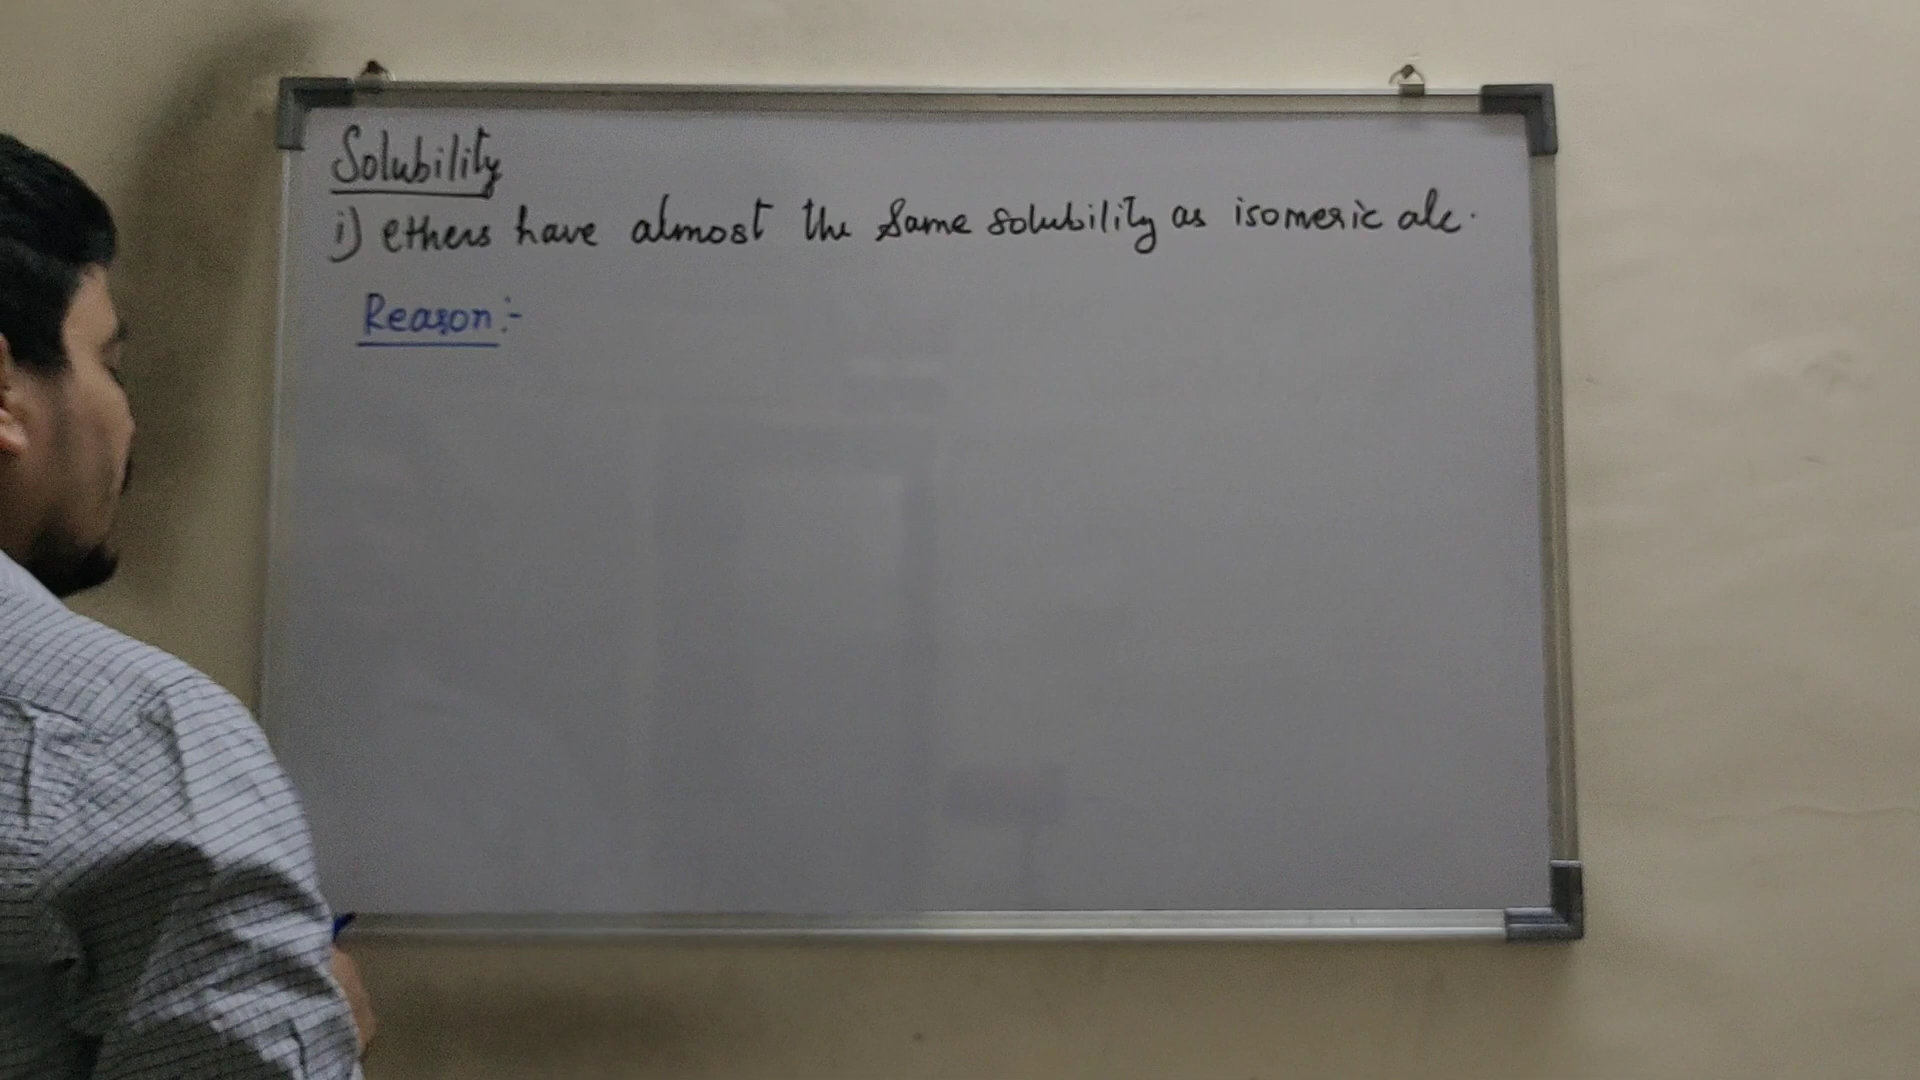 Solubility
i) ethers have almost the same solubility as isomeric alc.
Reason:-